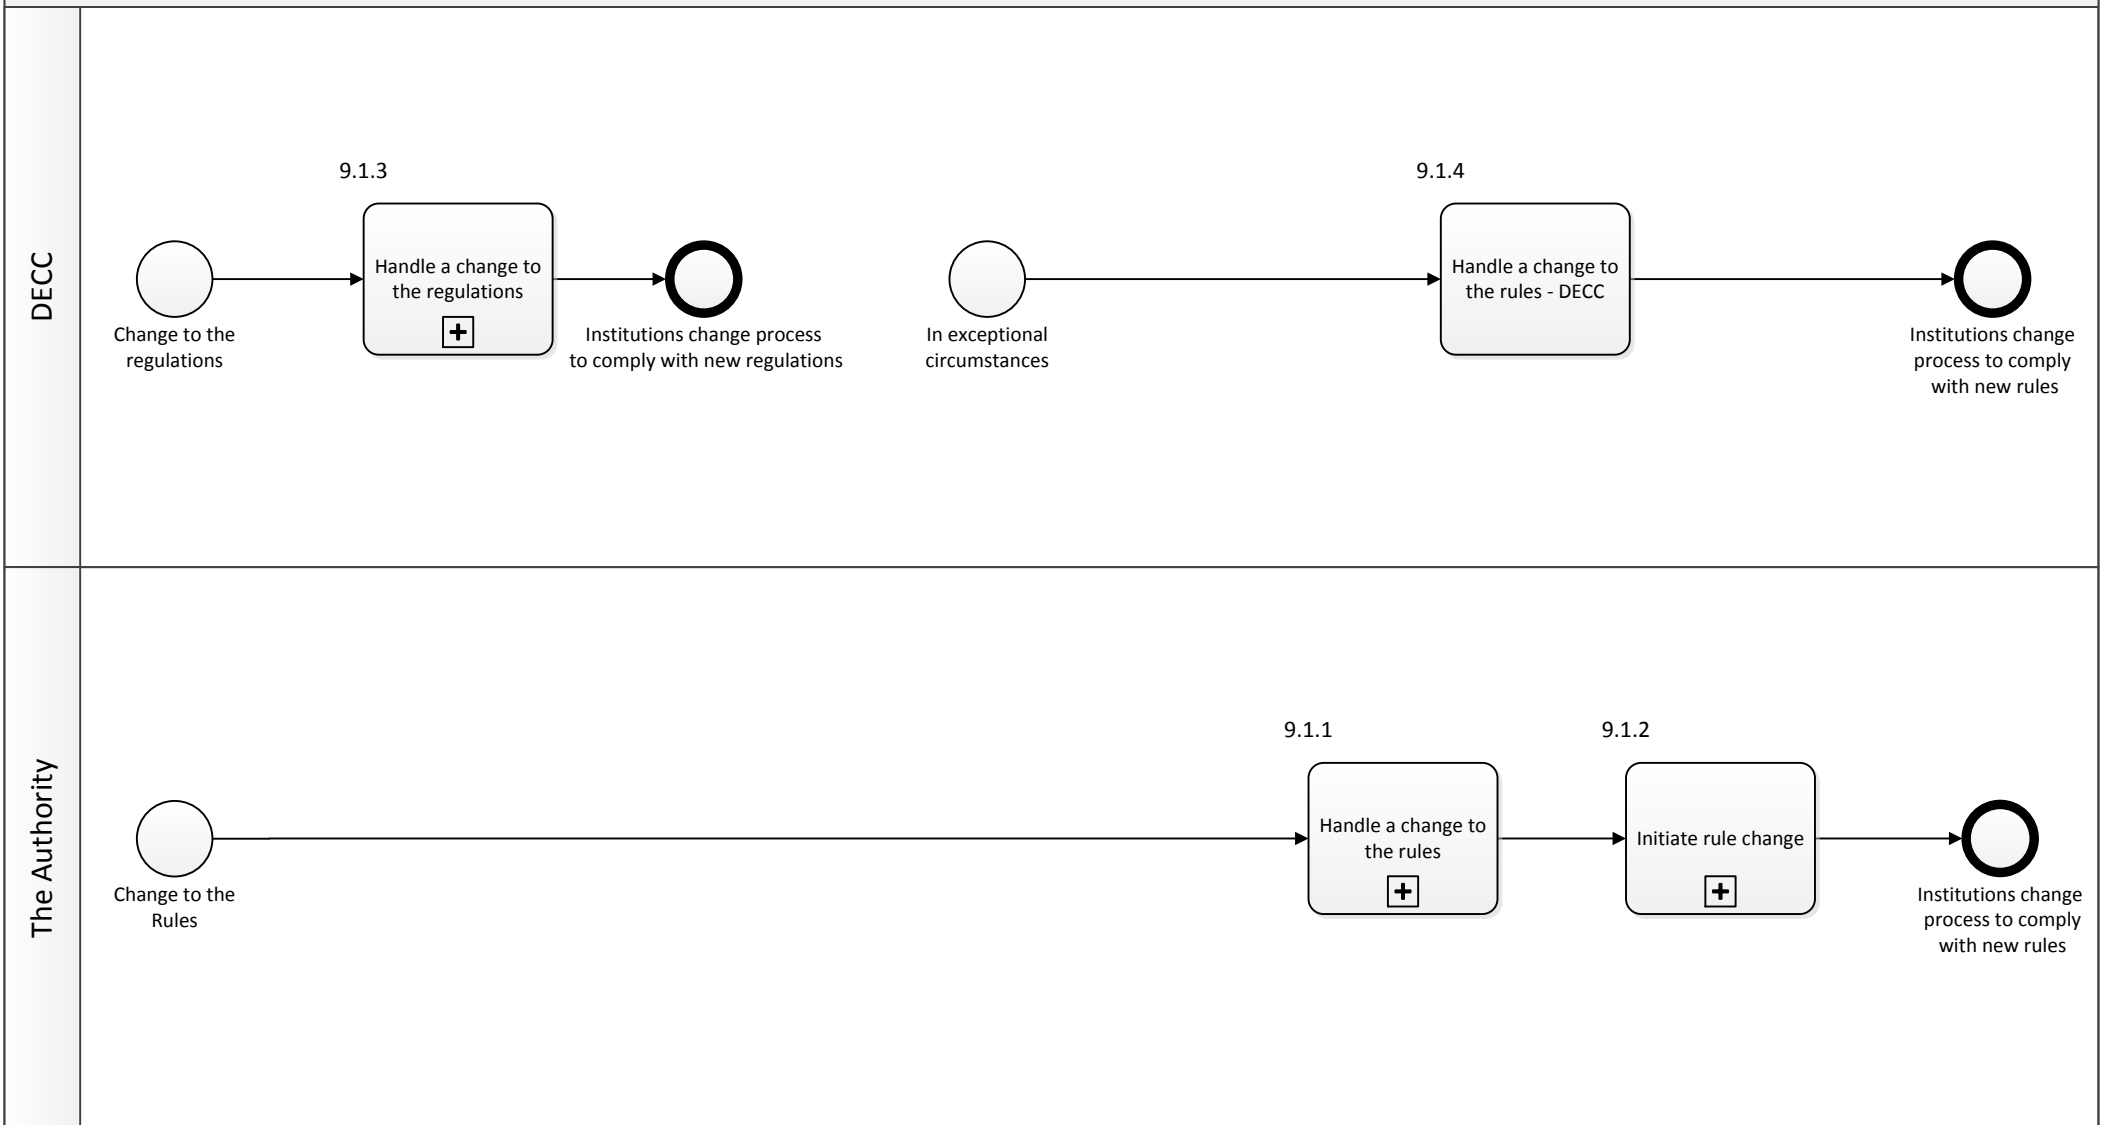 DECC
9.1.3
Handle a change to
the regulations
Change to the
regulations
Institutions change process
to comply with new regulations
In exceptional
circumstances
9.1.4
Handle a change to
the rules - DECC
Institutions change
process to comply
with new rules
The Authority
Change to the
Rules
9.1.1
Handle a change to
the rules
9.1.2
Initiate rule change
Institutions change
process to comply
with new rules